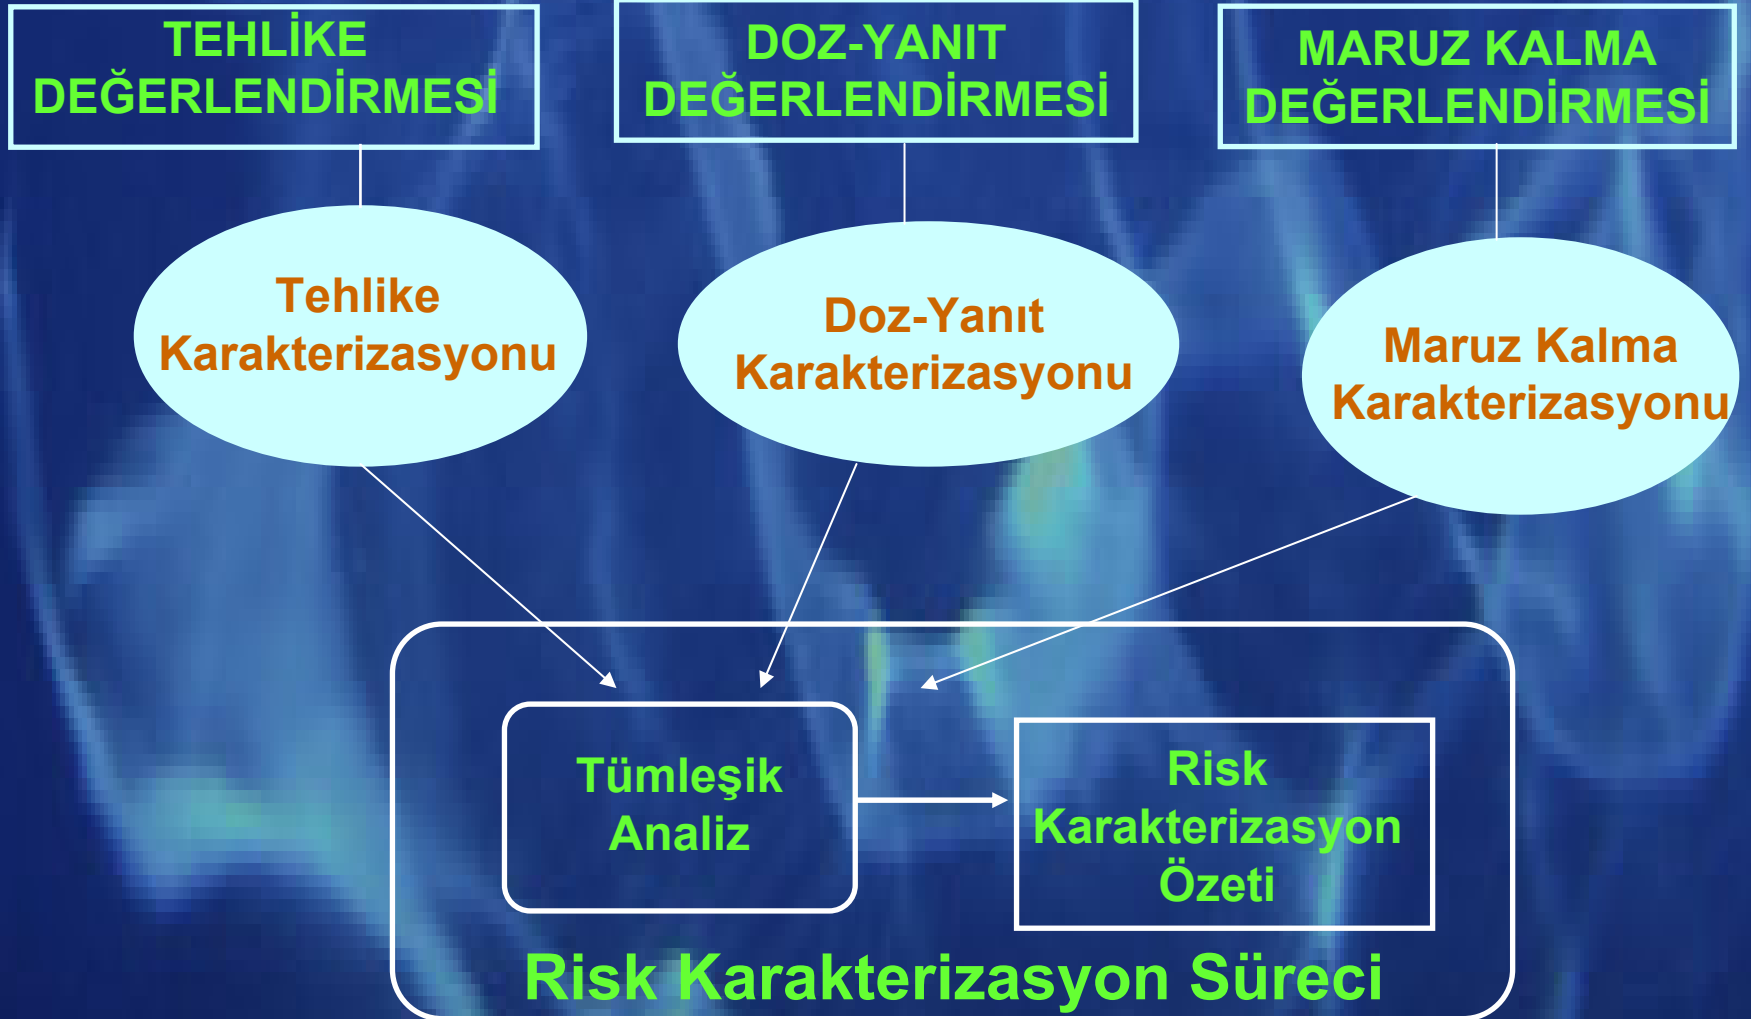 TEHLİKE
DEĞERLENDİRMESİ
DOZ-YANIT
DEĞERLENDİRMESİ
MARUZ KALMA
DEĞERLENDİRMESİ
Tehlike
Karakterizasyonu
Doz-Yanıt
Karakterizasyonu
Maruz Kalma
Karakterizasyonu
Tümleşik
Analiz
Risk
Karakterizasyon
Özeti
Risk Karakterizasyon Süreci